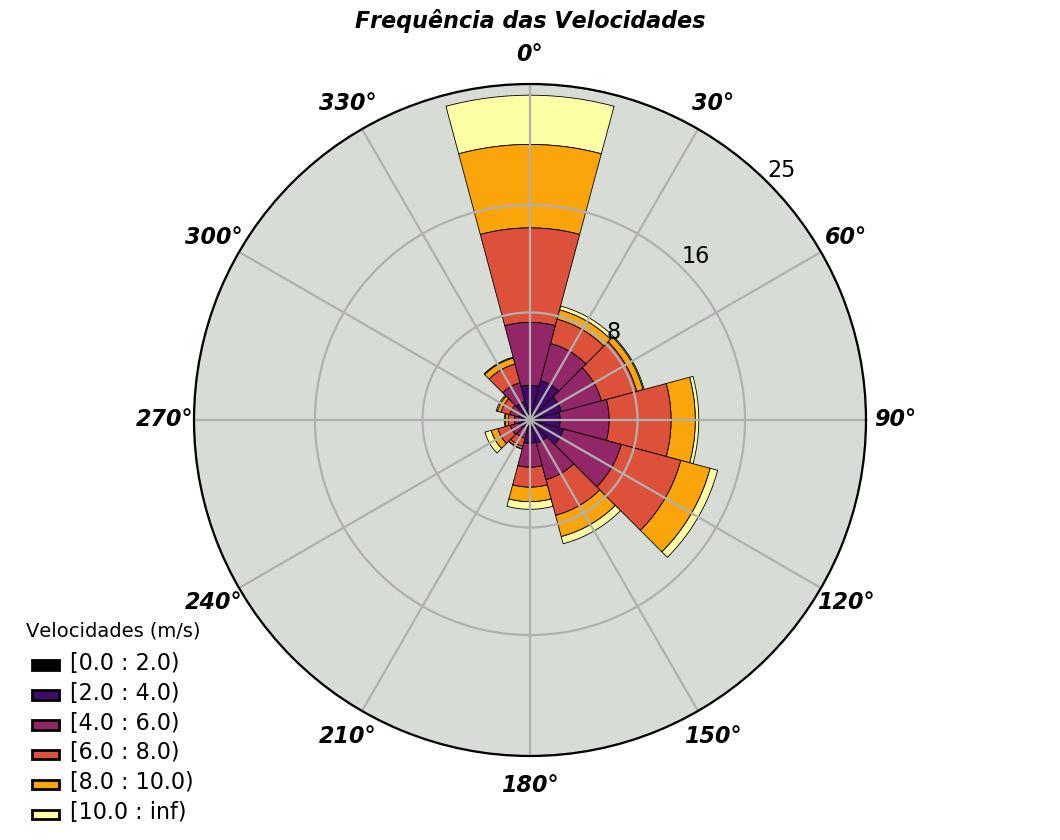 Frequência das Velocidades
0°
330°
30°
25
300°
60°
16
8
270°
90°
240°
120°
210°
150°
180°
Velocidades (m/s)
[0.0 : 2.0)
[2.0 : 4.0)
[4.0 : 6.0)
[6.0 : 8.0)
[8.0 : 10.0)
[10.0 : inf)